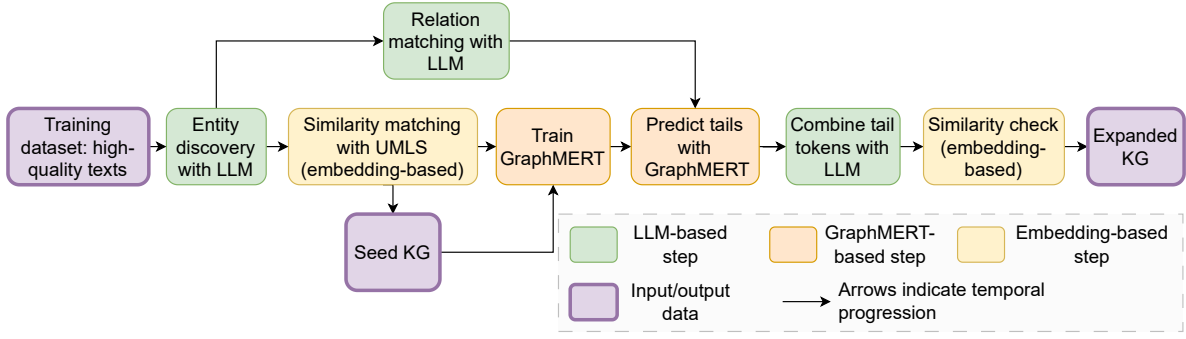 Relation
matching with
LLM
Training
dataset: high-
quality texts
Entity
discovery
with LLM
Similarity matching
with UMLS
(embedding-based)
Train
GraphMERT
Predict tails
with
GraphMERT
Combine tail
tokens with
LLM
Similarity check
(embedding-
based)
Expanded
KG
Seed KG
LLM-based
step
GraphMERT-
based step
Embedding-based
step
Input/output
data
Arrows indicate temporal
progression